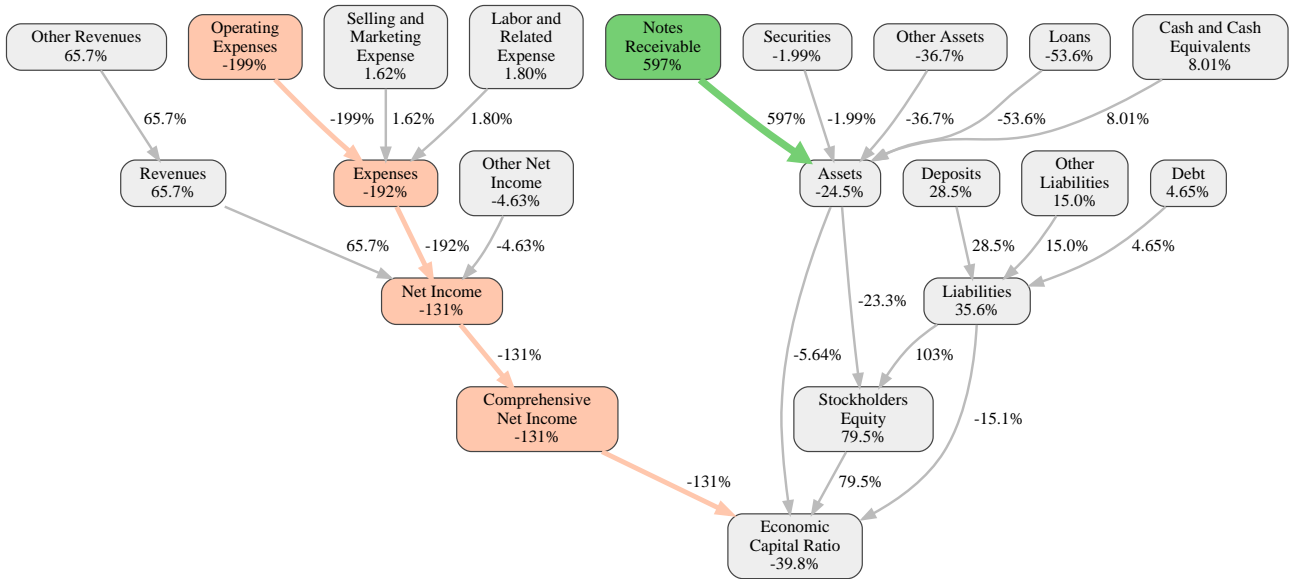 Other Revenues
65.7%
Operating
Expenses
-199%
Selling and
Marketing
Expense
1.62%
Labor and
Related
Expense
1.80%
Notes
Receivable
597%
Securities
-1.99%
Other Assets
-36.7%
Loans
-53.6%
Cash and Cash
Equivalents
8.01%
65.7%
-199%
1.62%
1.80%
597%
-1.99%
-36.7%
-53.6%
8.01%
Revenues
65.7%
Expenses
-192%
Other Net
Income
-4.63%
Assets
-24.5%
Deposits
28.5%
Other
Liabilities
15.0%
Debt
4.65%
65.7%
-192%
-4.63%
28.5%
15.0%
4.65%
Net Income
-131%
Liabilities
35.6%
-23.3%
-131%
-5.64%
103%
Comprehensive
Net Income
-131%
Stockholders
Equity
79.5%
-15.1%
-131%
79.5%
Economic
Capital Ratio
-39.8%